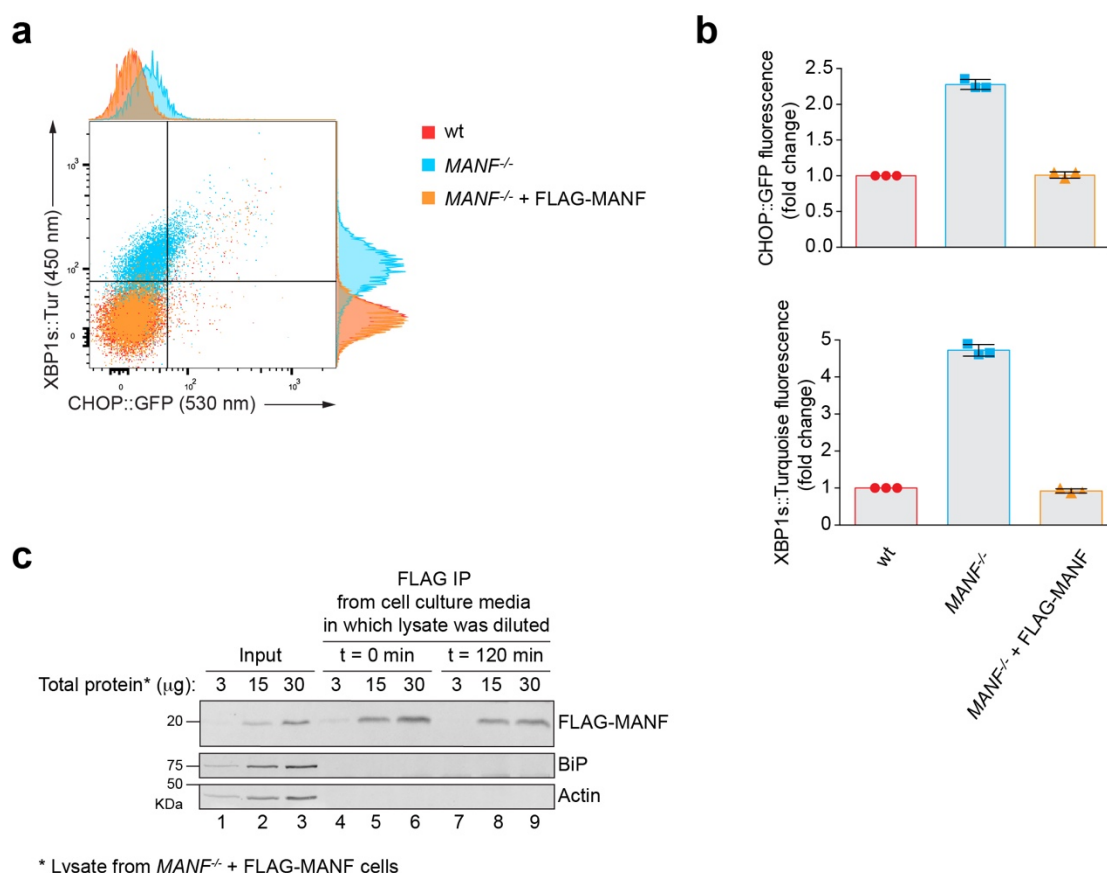 a
XBP1s::Tur (450 nm)
10³
10²
0
0
10²
10³
CHOP::GFP (530 nm)
wt
MANF-/-
MANF-/- + FLAG-MANF
b
CHOP::GFP fluorescence
(fold change)
2.5
2.0
1.5
1.0
0.5
0.0
XBP1s::Turquoise fluorescence
(fold change)
5
4
3
2
1
0
wt
MANF-/-
MANF-/- + FLAG-MANF
c
FLAG IP
from cell culture media
in which lysate was diluted
Input t = 0 min t = 120 min
Total protein* (μg): 3 15 30 3 15 30 3 15 30
20 FLAG-MANF
75 BiP
50
KDa Actin
1 2 3 4 5 6 7 8 9
* Lysate from MANF-/- + FLAG-MANF cells